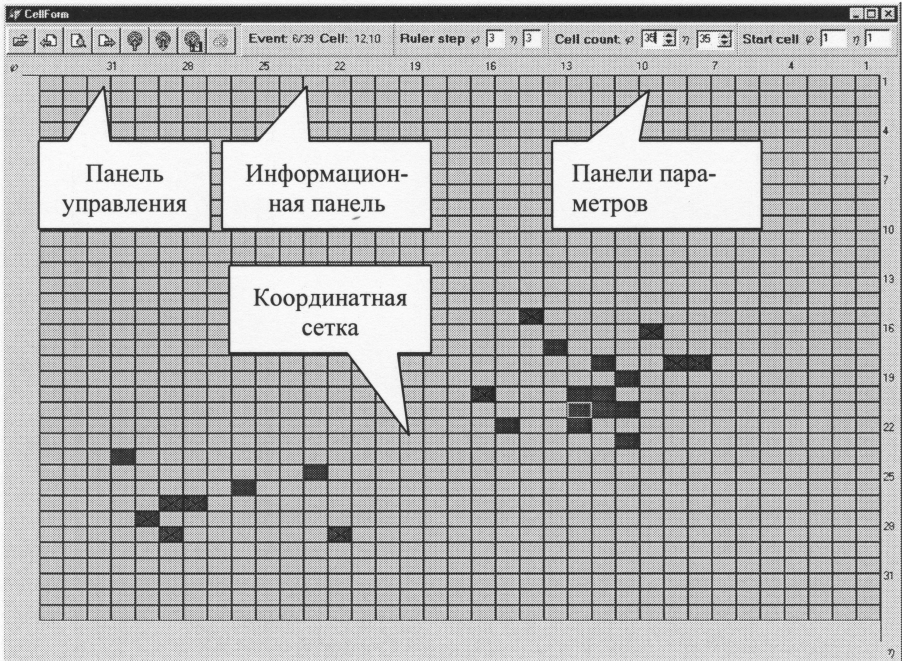 CellForm
Event: 6/39 Cell: 12,10 Ruler step φ 3 η 3 Cell count: φ 35 η 35 Start cell φ 1 η 1
φ 31 28 25 22 19 16 13 10 7 4 1
1
4
7
10
13
16
19
22
25
28
31
η
Панель
управления
Информацион-
ная панель
Панели пара-
метров
Координатная
сетка